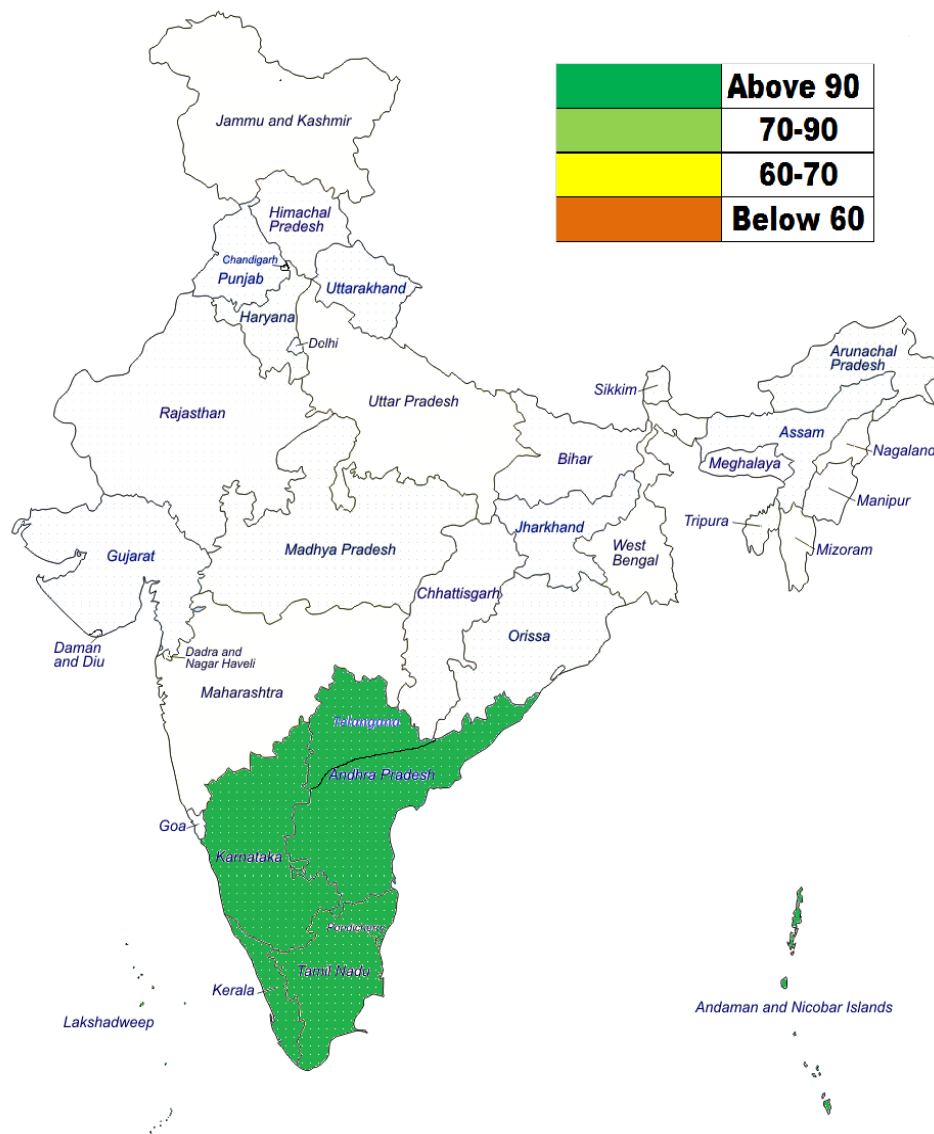 Above 90
70-90
60-70
Below 60
Jammu and Kashmir
Himachal
Pradesh
Chandigarh
Punjab
Uttarakhand
Haryana
Dolhi
Arunachal
Pradesh
Sikkim
Rajasthan
Uttar Pradesh
Assam
Nagaland
Bihar
Meghalaya
Manipur
Tripura
Jharkhand
Gujarat
Madhya Pradesh
West
Bengal
Mizoram
Chhattisgarh
Orissa
Daman
and Diu
Dadra and
Nagar Haveli
Maharashtra
Telangana
Andhra Pradesh
Goa
Karnataka
Pondicherry
Tamil Nadu
Kerala
Lakshadweep
Andaman and Nicobar Islands